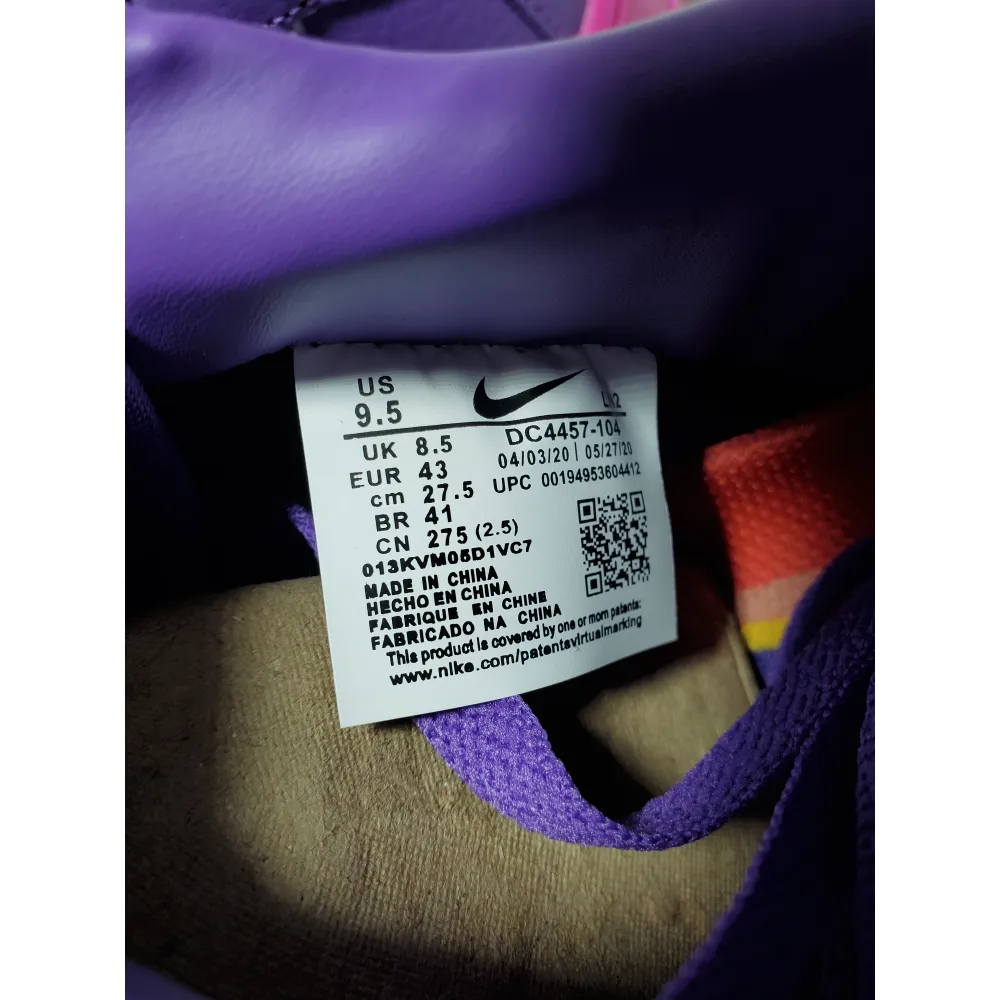 US
9.5
UK 8.5
EUR 43
cm 27.5
BR 41
CN 275 (2.5)
DC4457-104
04/03/20 | 05/27/20
UPC 00194953604412
013KVM05D1VC7
MADE IN CHINA
HECHO EN CHINA
FABRIQUE EN CHINE
FABRICADO NA CHINA
This product is covered by one or mom patents:
www.nike.com/patentsvirtualmarking